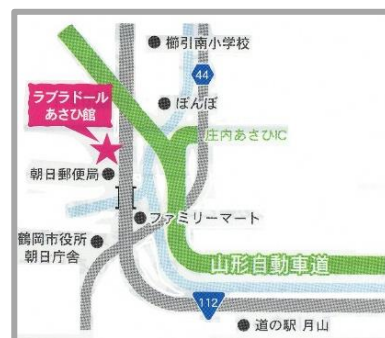 櫛引南小学校
44
ラプラドール
あさひ館
ぽんぽ
庄内あさひIC
朝日郵便局
ファミリーマート
鶴岡市役所
朝日庁舎
山形自動車道
112
道の駅 月山